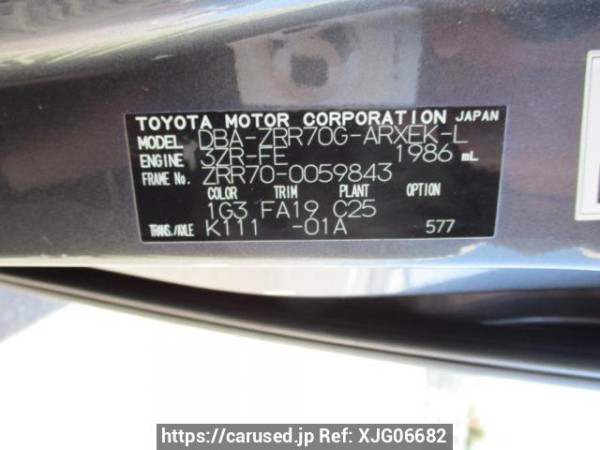 TOYOTA MOTOR CORPORATION JAPAN
MODEL DBA-ZRR70G-ARXEK-L
ENGINE 3ZR-FE 1986 mL
FRAME No. ZRR70-0059843
COLOR TRIM PLANT OPTION
1G3 FA19 C25
TRANS./AXLE K111 -01A 577
https://carused.jp Ref: XJG06682